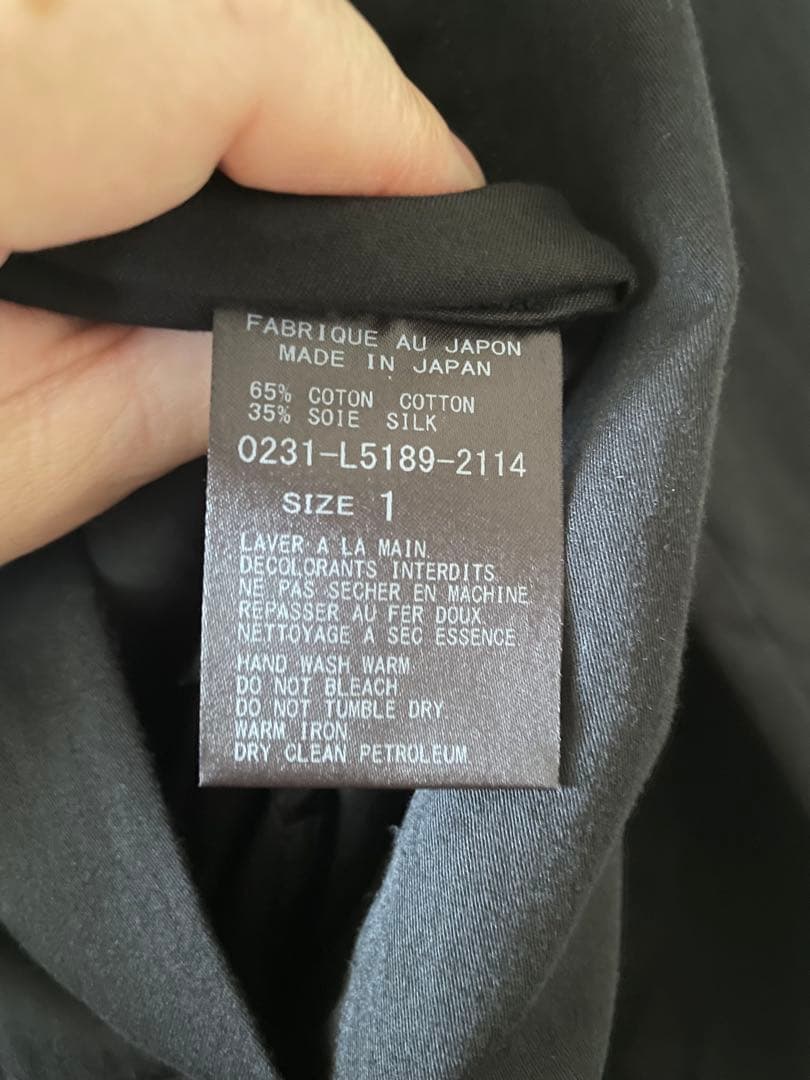 FABRIQUE AU JAPON
MADE IN JAPAN
65% COTON COTTON
35% SOIE SILK
0231-L5189-2114
SIZE 1
LAVER A LA MAIN
DECOLORANTS INTERDITS
NE PAS SECHER EN MACHINE
REPASSER AU FER DOUX
NETTOYAGE A SEC ESSENCE
HAND WASH WARM
DO NOT BLEACH
DO NOT TUMBLE DRY
WARM IRON
DRY CLEAN PETROLEUM